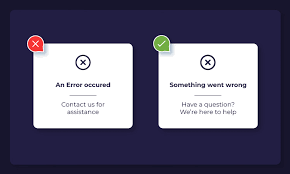 An Error occured
Contact us for
assistance
Something went wrong
Have a question?
We're here to help